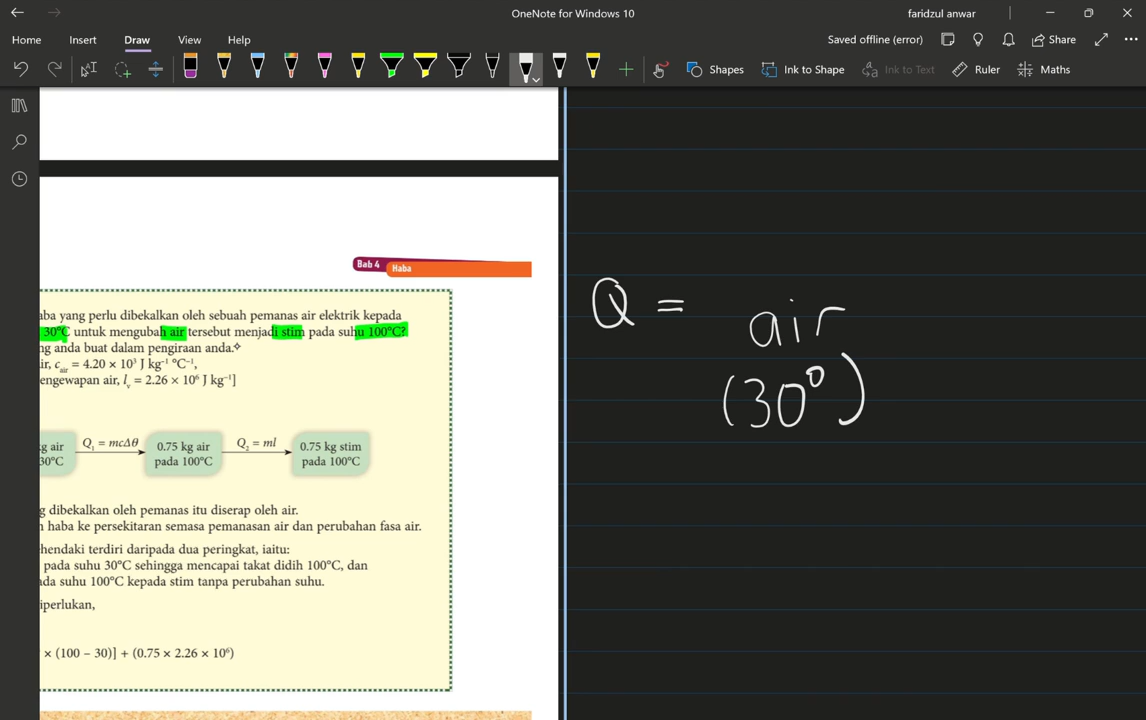 OneNote for Windows 10
faridzul anwar
Home Insert Draw View Help
Saved offline (error)
Share
Shapes
Ink to Shape
Ink to Text
Ruler
Maths
Bab 4 Haba
aba yang perlu dibekalkan oleh sebuah pemanas air elektrik kepada
30°C untuk mengubah air tersebut menjadi stim pada suhu 100°C?
ng anda buat dalam pengiraan anda.
ir, c_air = 4.20 × 10³ J kg⁻¹ °C⁻¹,
engewapan air, l_v = 2.26 × 10⁶ J kg⁻¹]
g air
30°C
Q₁ = mcΔθ
0.75 kg air
pada 100°C
Q₂ = ml
0.75 kg stim
pada 100°C
g dibekalkan oleh pemanas itu diserap oleh air.
n haba ke persekitaran semasa pemanasan air dan perubahan fasa air.
hendaki terdiri daripada dua peringkat, iaitu:
pada suhu 30°C sehingga mencapai takat didih 100°C, dan
da suhu 100°C kepada stim tanpa perubahan suhu.
iperlukan,
× (100 – 30)] + (0.75 × 2.26 × 10⁶)
Q = air
(30°)